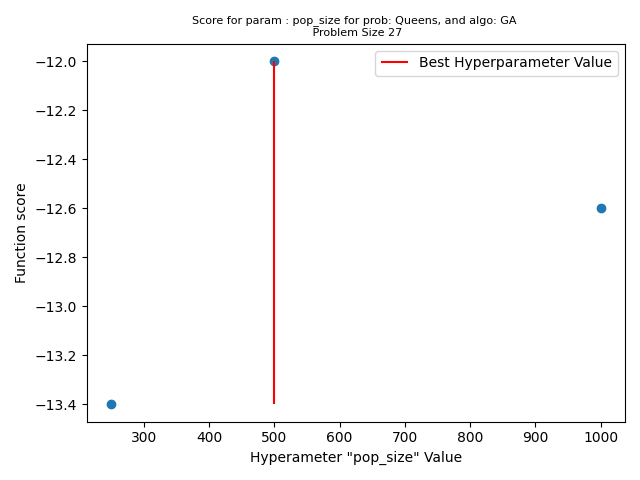 Score for param : pop_size for prob: Queens, and algo: GA
Problem Size 27
Best Hyperparameter Value
Function score
−12.0
−12.2
−12.4
−12.6
−12.8
−13.0
−13.2
−13.4
300 400 500 600 700 800 900 1000
Hyperameter "pop_size" Value